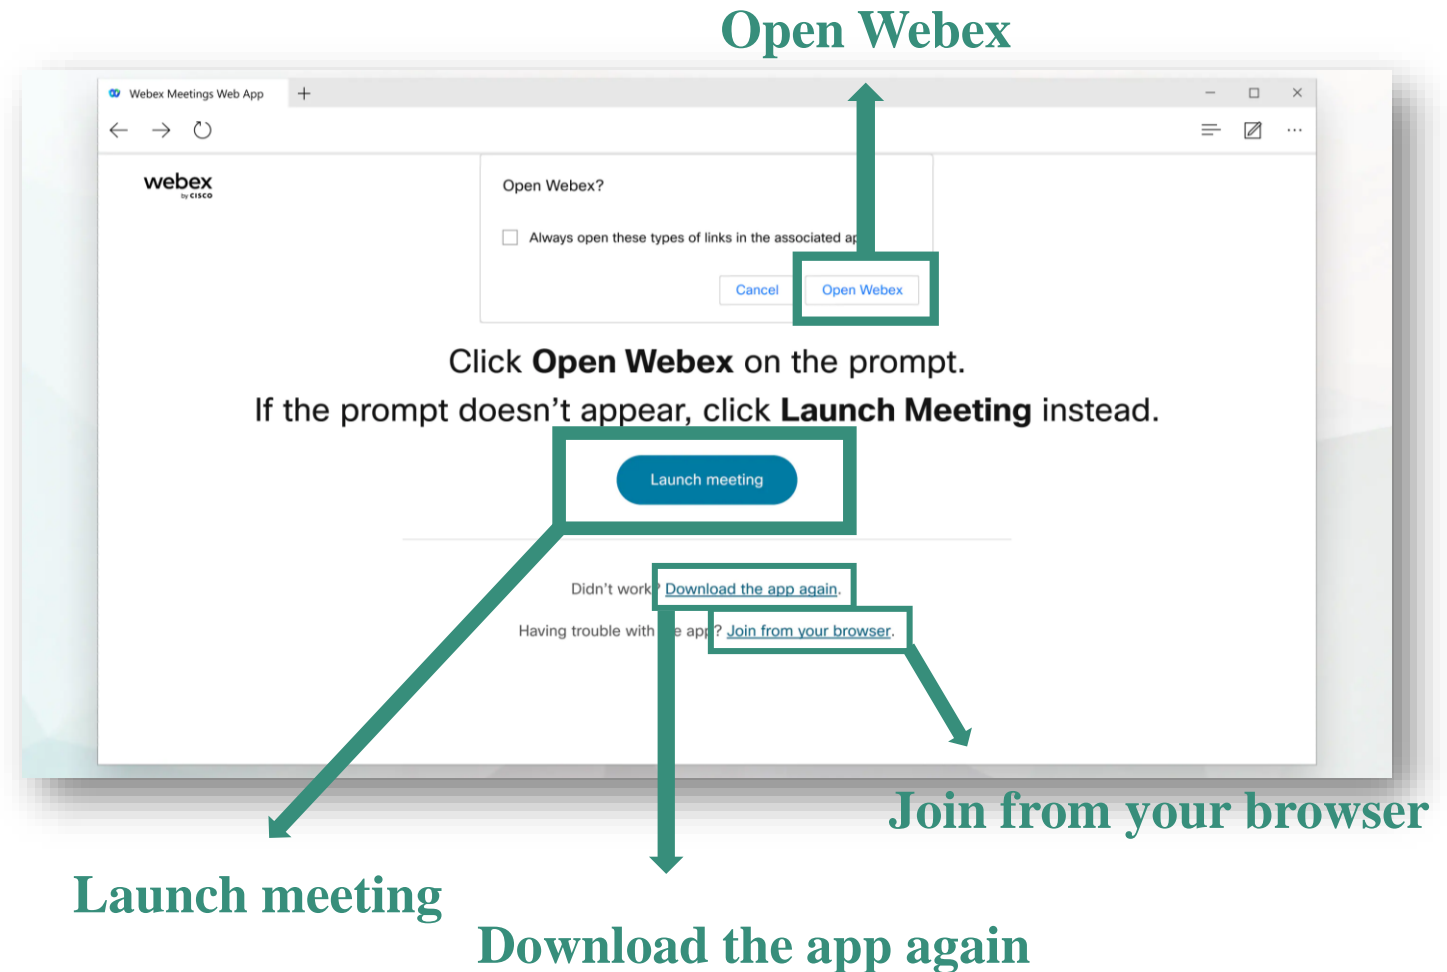 Open Webex
Webex Meetings Web App
webex
by CISCO
Open Webex?
Always open these types of links in the associated
Cancel
Open Webex
Click Open Webex on the prompt.
If the prompt doesn't appear, click Launch Meeting instead.
Launch meeting
Didn't work? Download the app again.
Having trouble with app? Join from your browser.
Join from your browser
Launch meeting
Download the app again